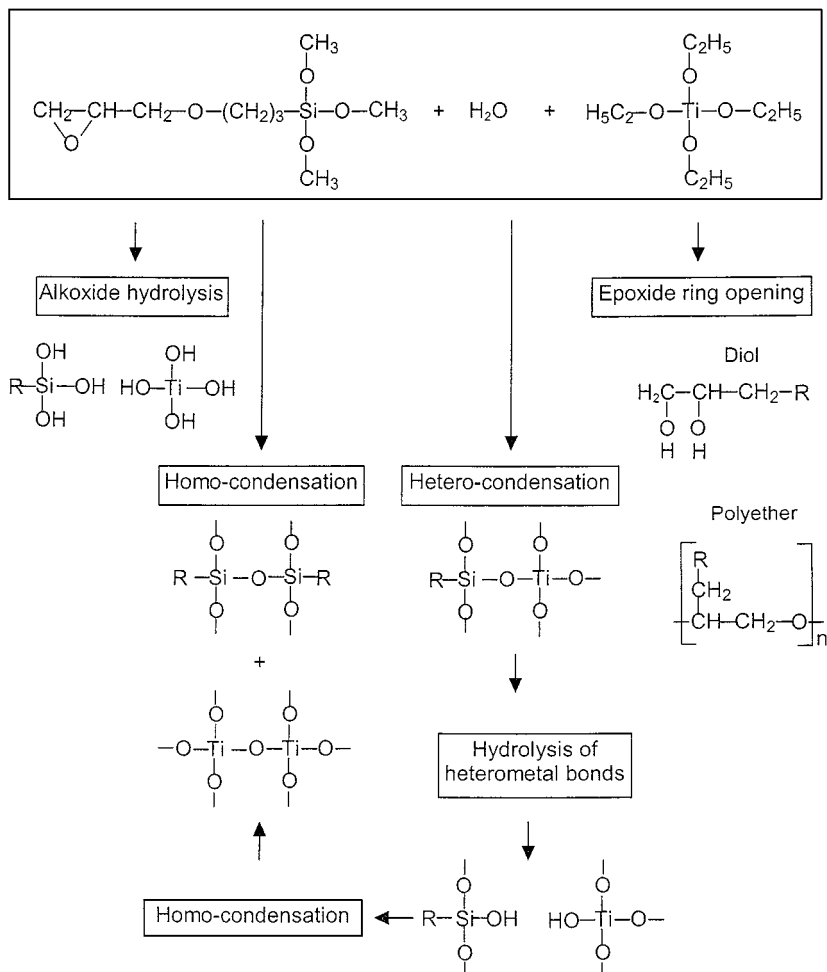 CH₃
O
CH₂–CH–CH₂–O–(CH₂)₃–Si–O–CH₃ + H₂O + H₅C₂–O–Ti–O–C₂H₅
O
O
CH₃
C₂H₅
O
O
C₂H₅
Alkoxide hydrolysis
Epoxide ring opening
OH
R–Si–OH
OH
OH
HO–Ti–OH
OH
Diol
H₂C–CH–CH₂–R
O O
H H
Homo-condensation
Hetero-condensation
Polyether
O O
R–Si–O–Si–R
O O
O O
R–Si–O–Ti–O–
O O
R
CH₂
CH–CH₂–O
n
+
O O
–O–Ti–O–Ti–O–
O O
Hydrolysis of
heterometal bonds
Homo-condensation
O
R–Si–OH
O
O
HO–Ti–O–
O